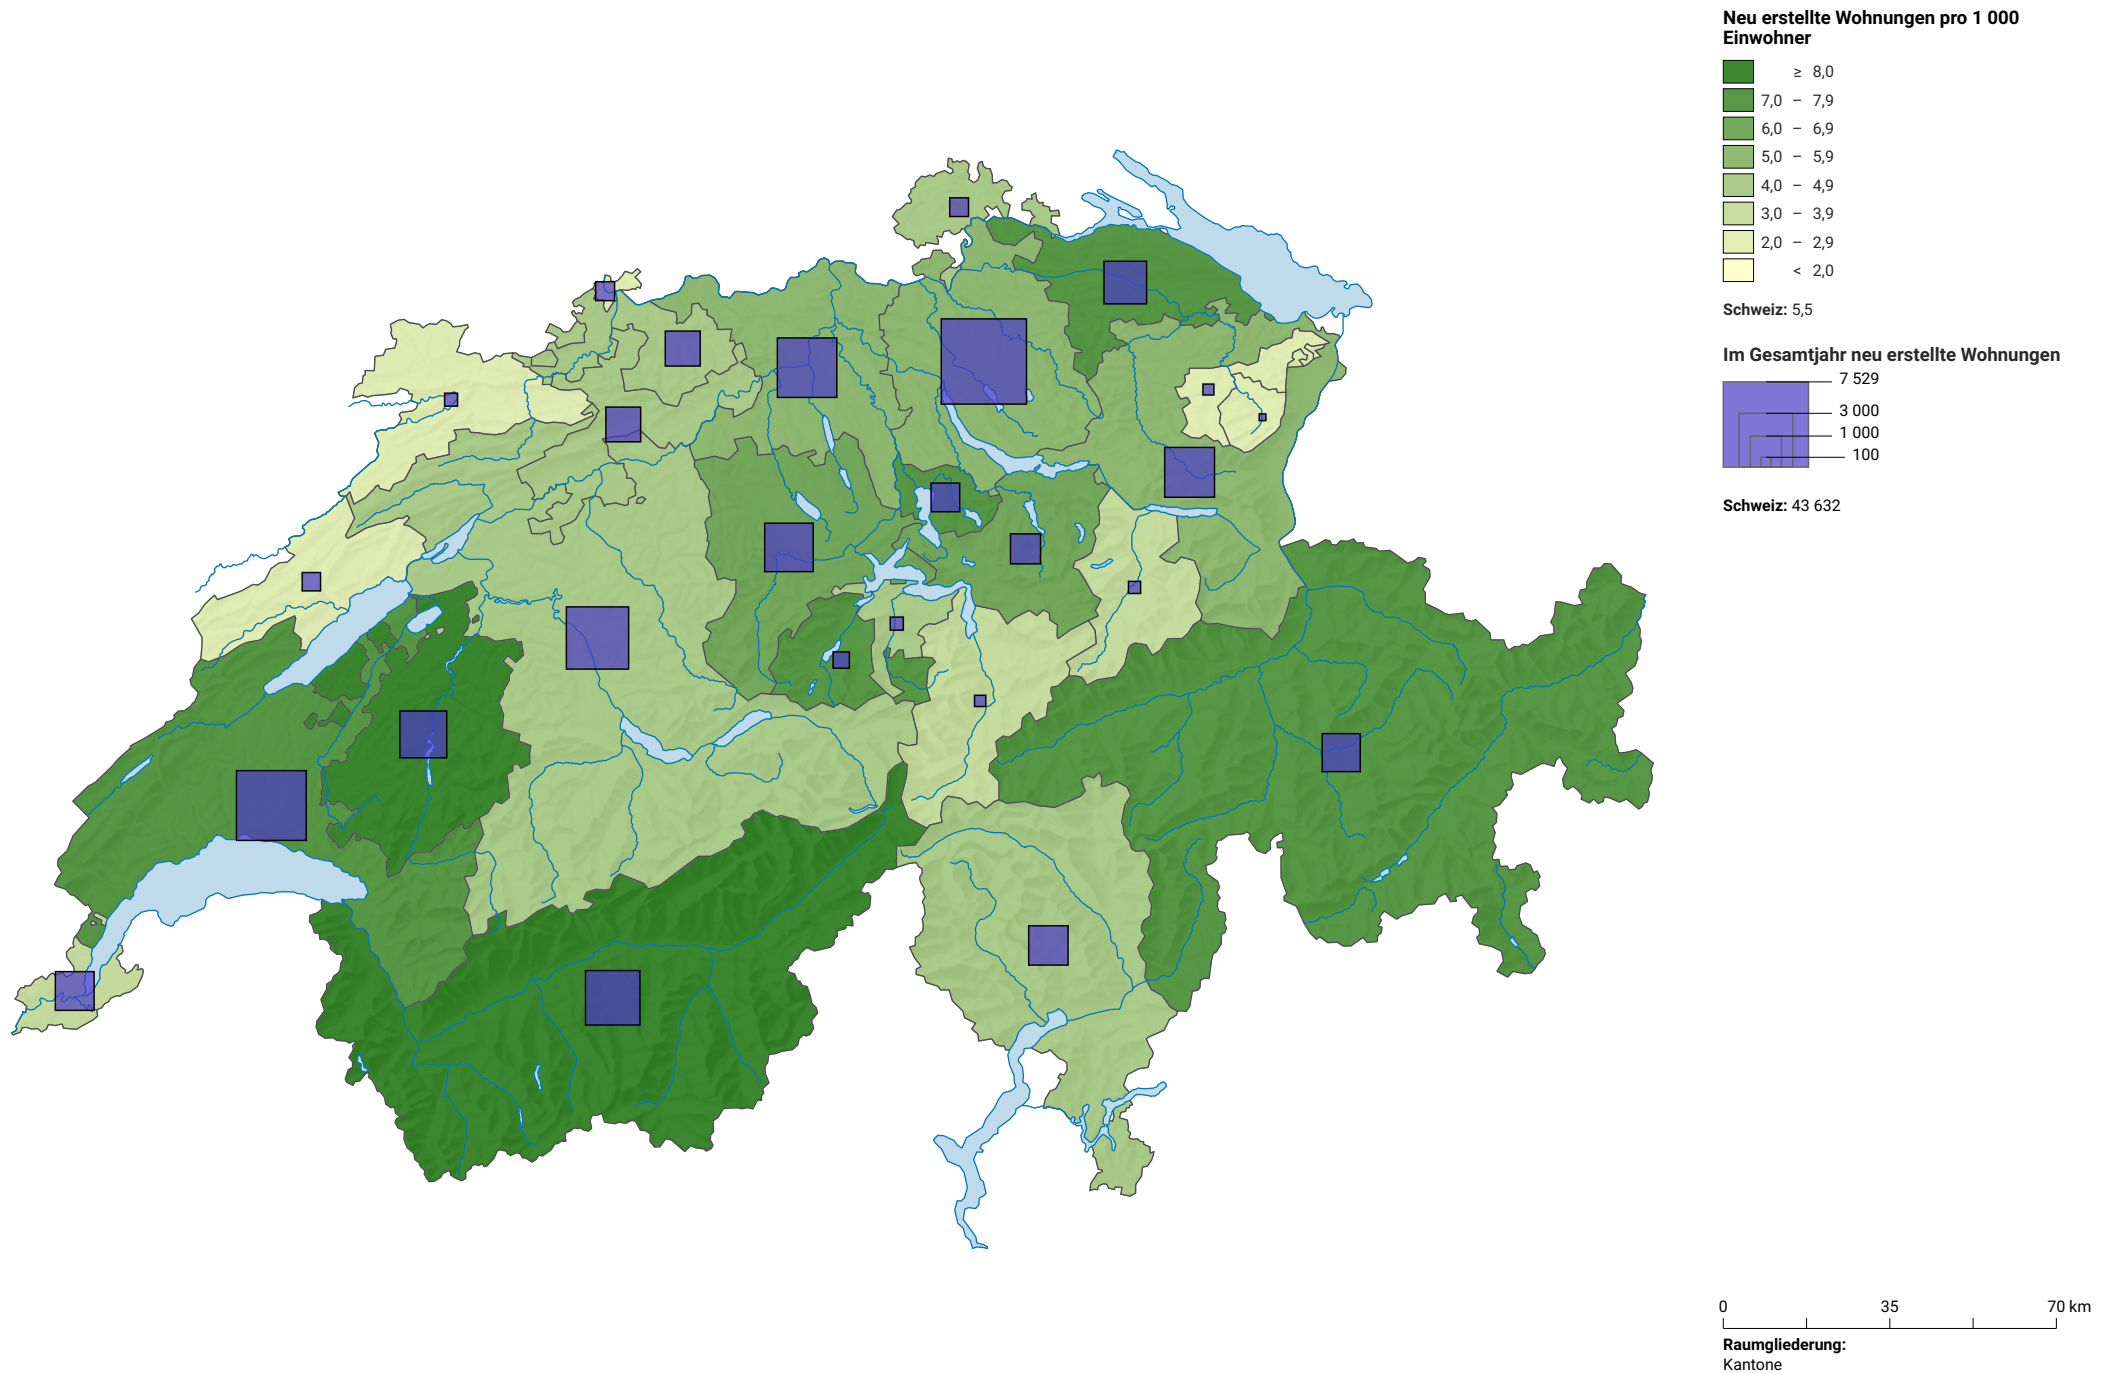 Neu erstellte Wohnungen pro 1 000
Einwohner
≥ 8,0
7,0 – 7,9
6,0 – 6,9
5,0 – 5,9
4,0 – 4,9
3,0 – 3,9
2,0 – 2,9
< 2,0
Schweiz: 5,5
Im Gesamtjahr neu erstellte Wohnungen
7 529
3 000
1 000
100
Schweiz: 43 632
0 35 70 km
Raumgliederung:
Kantone